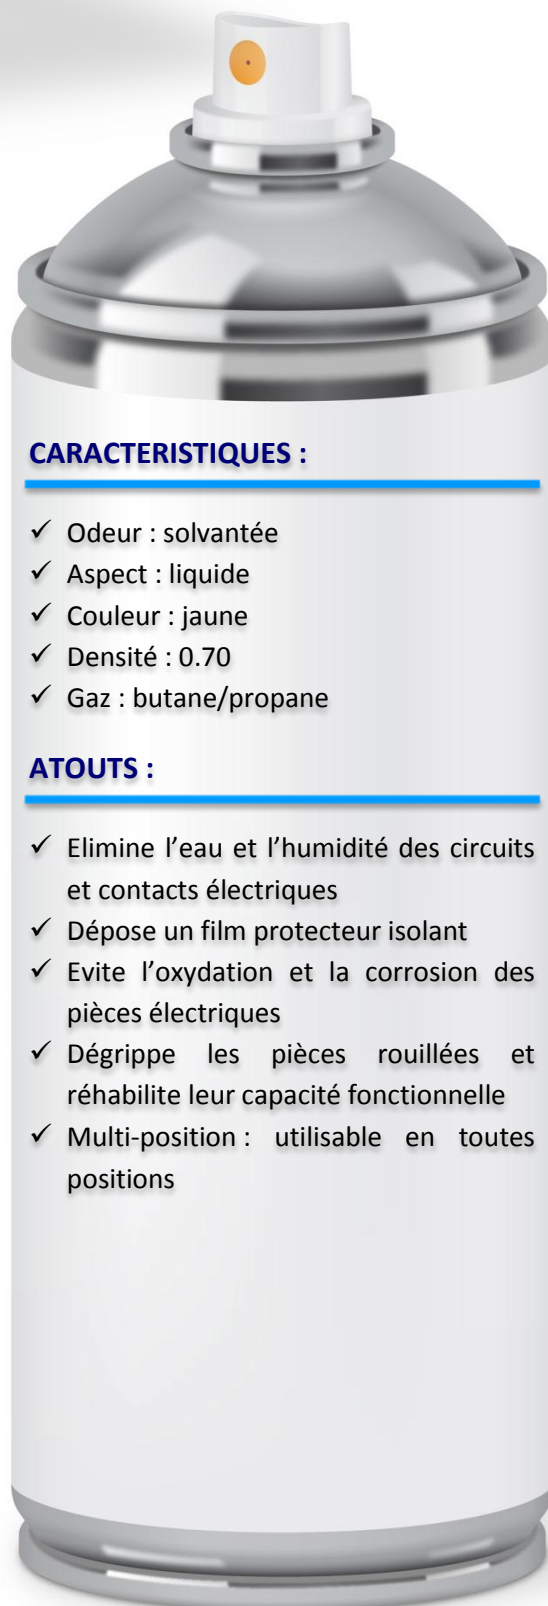 CARACTERISTIQUES :
✓ Odeur : solvantée
✓ Aspect : liquide
✓ Couleur : jaune
✓ Densité : 0.70
✓ Gaz : butane/propane
ATOUTS :
✓ Elimine l’eau et l’humidité des circuits
et contacts électriques
✓ Dépose un film protecteur isolant
✓ Evite l’oxydation et la corrosion des
pièces électriques
✓ Dégrippe les pièces rouillées et
réhabilite leur capacité fonctionnelle
✓ Multi-position : utilisable en toutes
positions